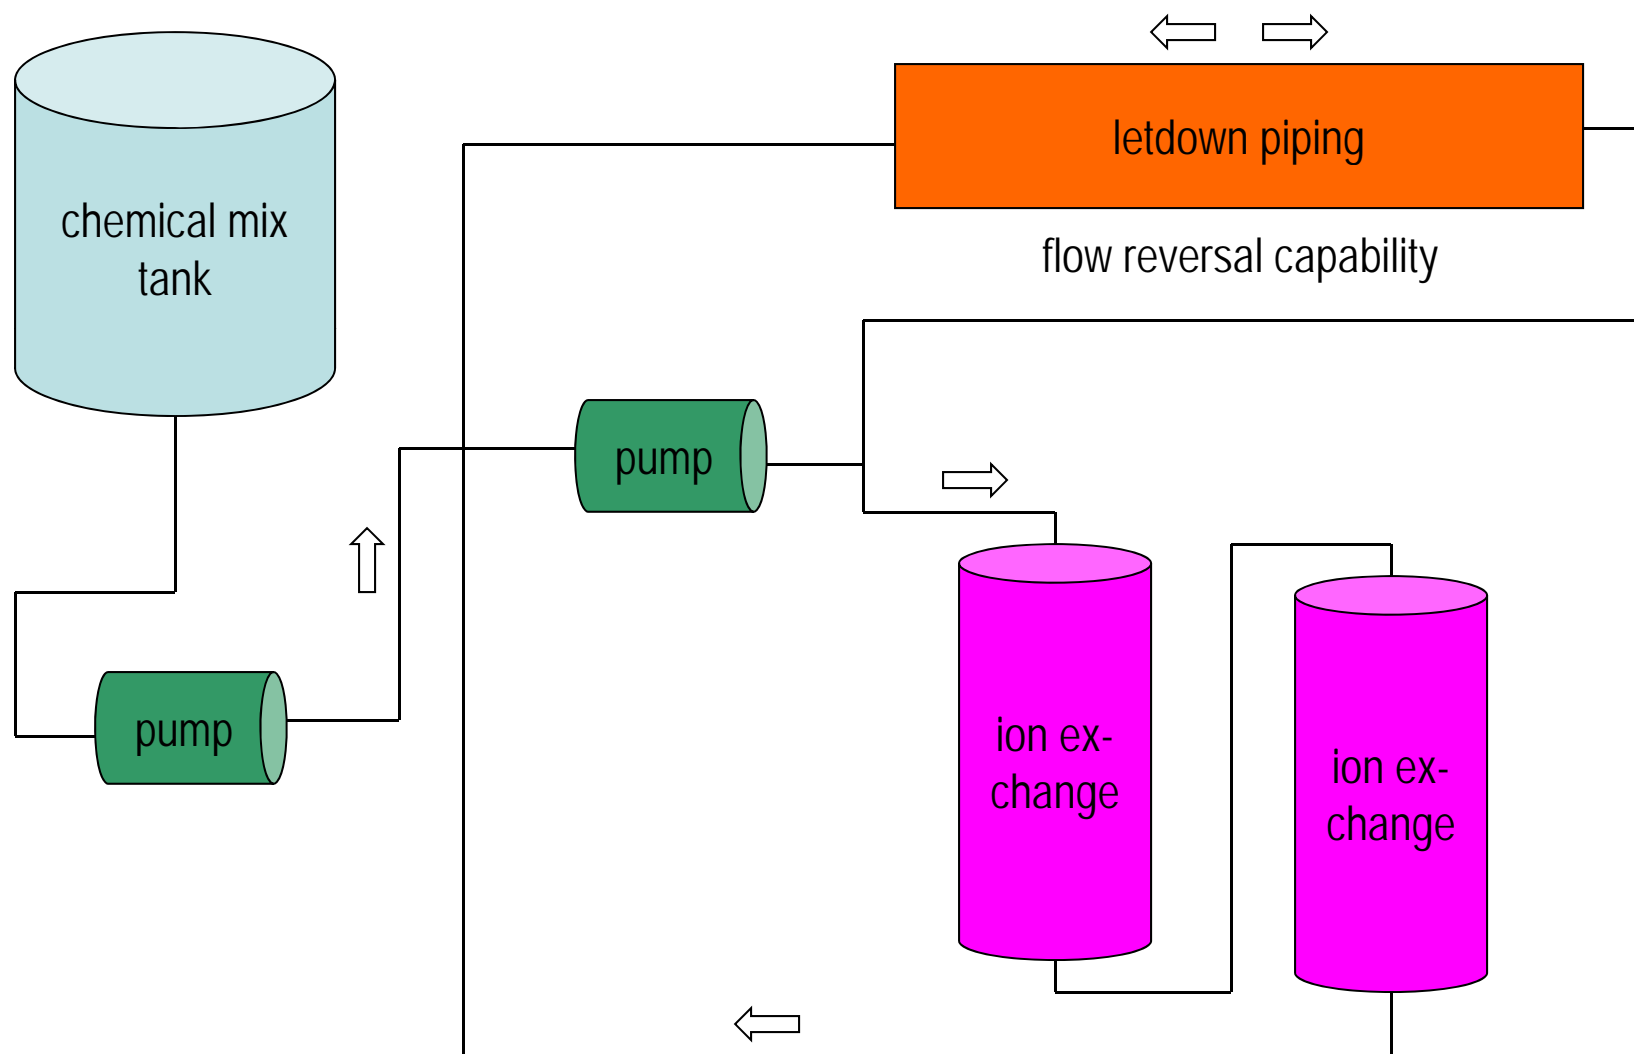 chemical mix
tank
letdown piping
flow reversal capability
pump
pump
ion ex-
change
ion ex-
change